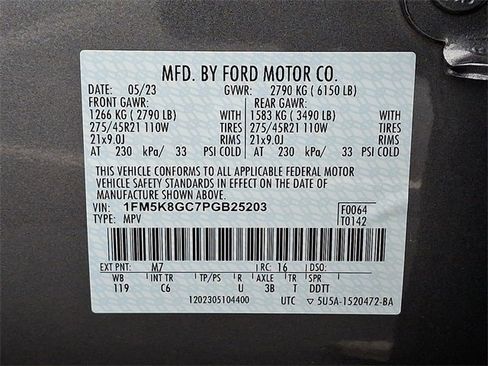 MFD. BY FORD MOTOR CO.
DATE: 05/23 GVWR: 2790 KG ( 6150 LB)
FRONT GAWR: REAR GAWR:
1266 KG ( 2790 LB) WITH 1583 KG ( 3490 LB) WITH
275/45R21 110W TIRES 275/45R21 110W TIRES
21x9.0J RIMS 21x9.0J RIMS
AT 230 kPa/ 33 PSI COLD AT 230 kPa/ 33 PSI COLD
THIS VEHICLE CONFORMS TO ALL APPLICABLE FEDERAL MOTOR
VEHICLE SAFETY STANDARDS IN EFFECT ON THE DATE OF
MANUFACTURE SHOWN ABOVE.
VIN: 1FM5K8GC7PGB25203 F0064
TYPE: MPV T0142
EXT PNT: M7 RC: 16 DSO:
WB INT TR TP/PS R AXLE TR SPR
119 C6 U 3B T DDTT
1202305104400 UTC ▽5U5A-1520472-BA